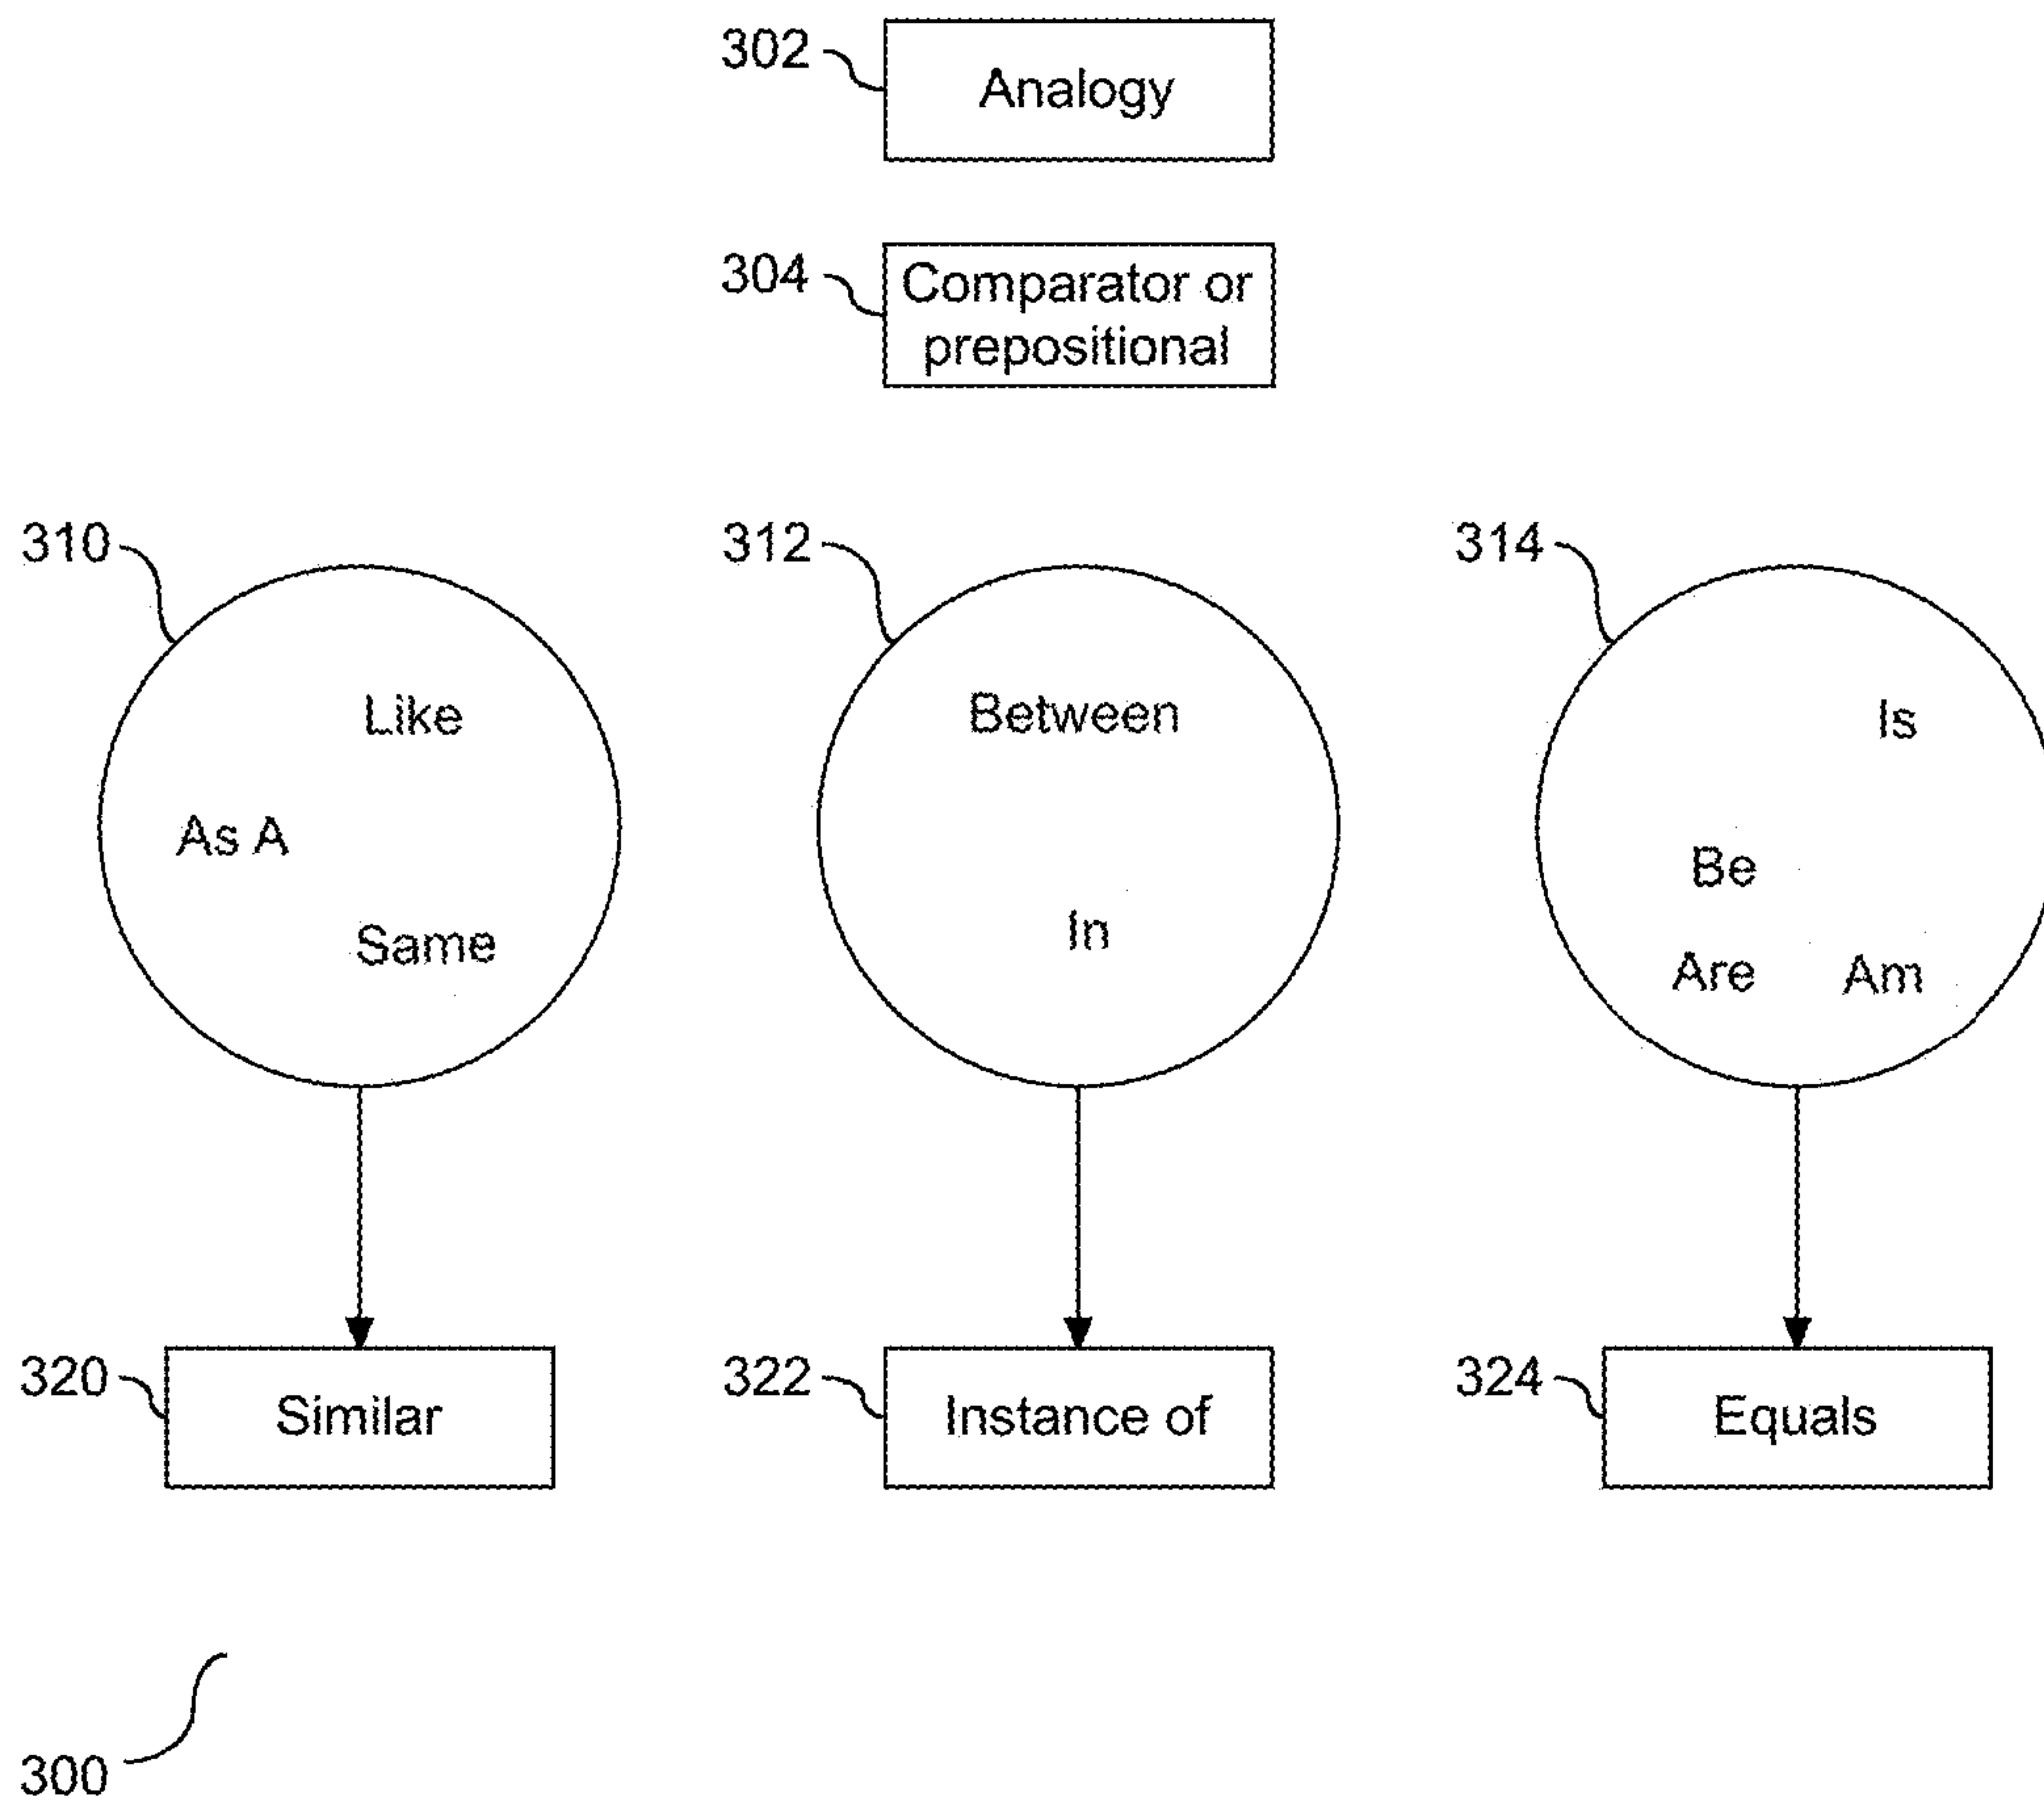 302
Analogy
304
Comparator or
prepositional
310
312
314
Like
As A
Same
Between
In
Is
Be
Are
Am
320
Similar
322
Instance of
324
Equals
300